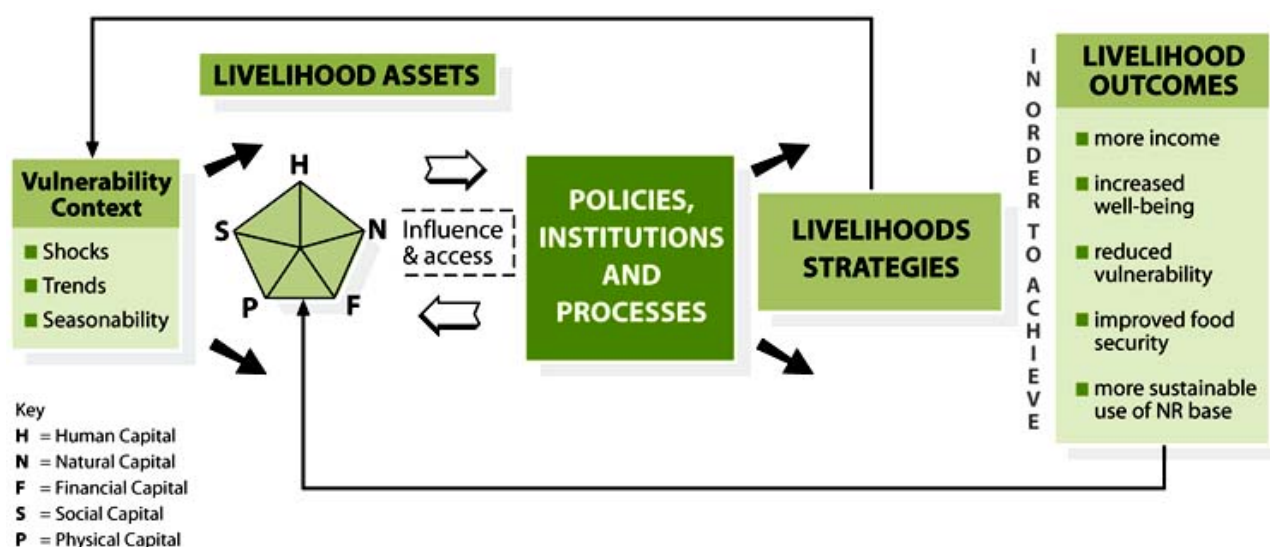 LIVELIHOOD ASSETS
Vulnerability
Context
Shocks
Trends
Seasonability
H
S
N
P
F
Influence
& access
POLICIES,
INSTITUTIONS
AND
PROCESSES
LIVELIHOODS
STRATEGIES
IN ORDER TO ACHIEVE
LIVELIHOOD
OUTCOMES
more income
increased
well-being
reduced
vulnerability
improved food
security
more sustainable
use of NR base
Key
H = Human Capital
N = Natural Capital
F = Financial Capital
S = Social Capital
P = Physical Capital